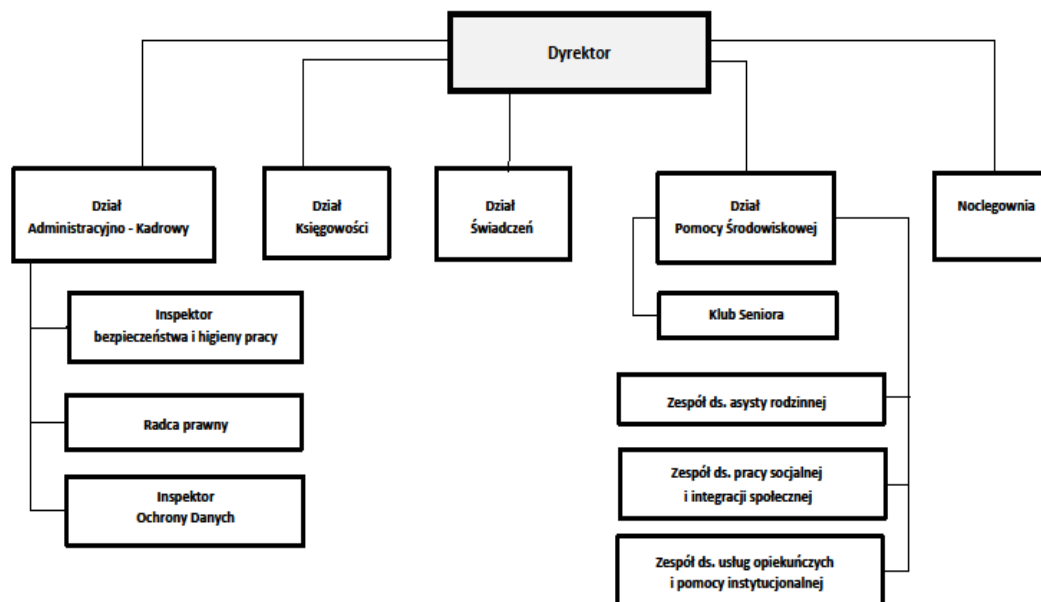 Dyrektor
Dział
Administracyjno - Kadrowy
Dział
Księgowości
Dział
Świadczeń
Dział
Pomocy Środowiskowej
Noclegownia
Inspektor
bezpieczeństwa i higieny pracy
Radca prawny
Inspektor
Ochrony Danych
Klub Seniora
Zespół ds. asysty rodzinnej
Zespół ds. pracy socjalnej
i integracji społecznej
Zespół ds. usług opiekuńczych
i pomocy instytucjonalnej